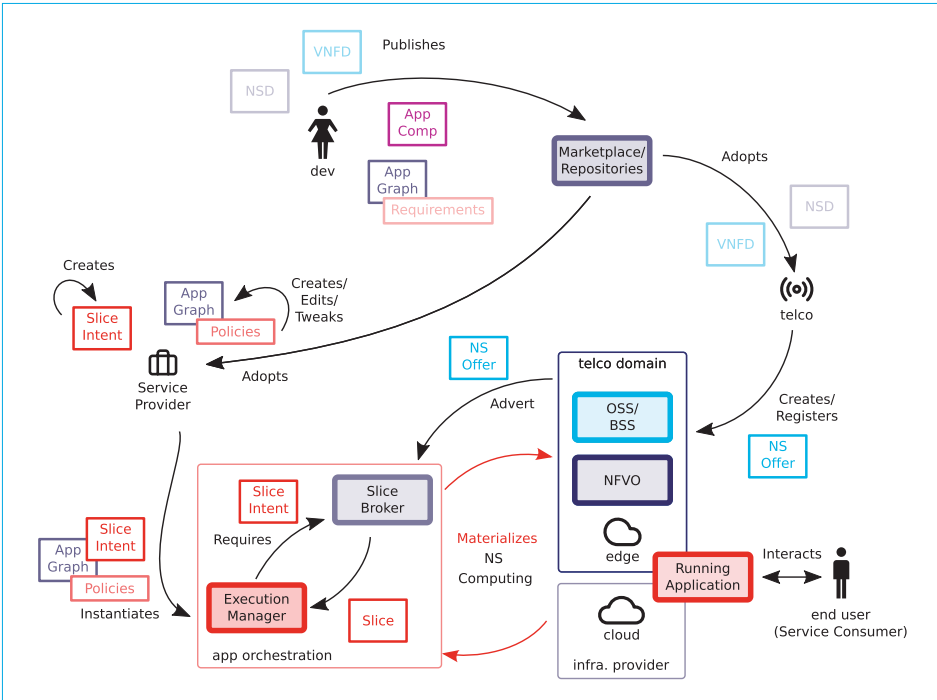 VNFD
Publishes
NSD
App
Comp
dev
Marketplace/
Repositories
Adopts
App
Graph
Requirements
NSD
VNFD
Creates
Slice
Intent
App
Graph
Policies
Creates/
Edits/
Tweaks
telco
Service
Provider
Adopts
NS
Offer
Advert
telco domain
OSS/
BSS
NFVO
edge
Creates/
Registers
NS
Offer
Slice
Intent
Slice
Broker
Requires
Materializes
NS
Computing
Slice
Intent
App
Graph
Policies
Instantiates
Execution
Manager
Slice
app orchestration
Running
Application
Interacts
end user
(Service Consumer)
cloud
infra. provider